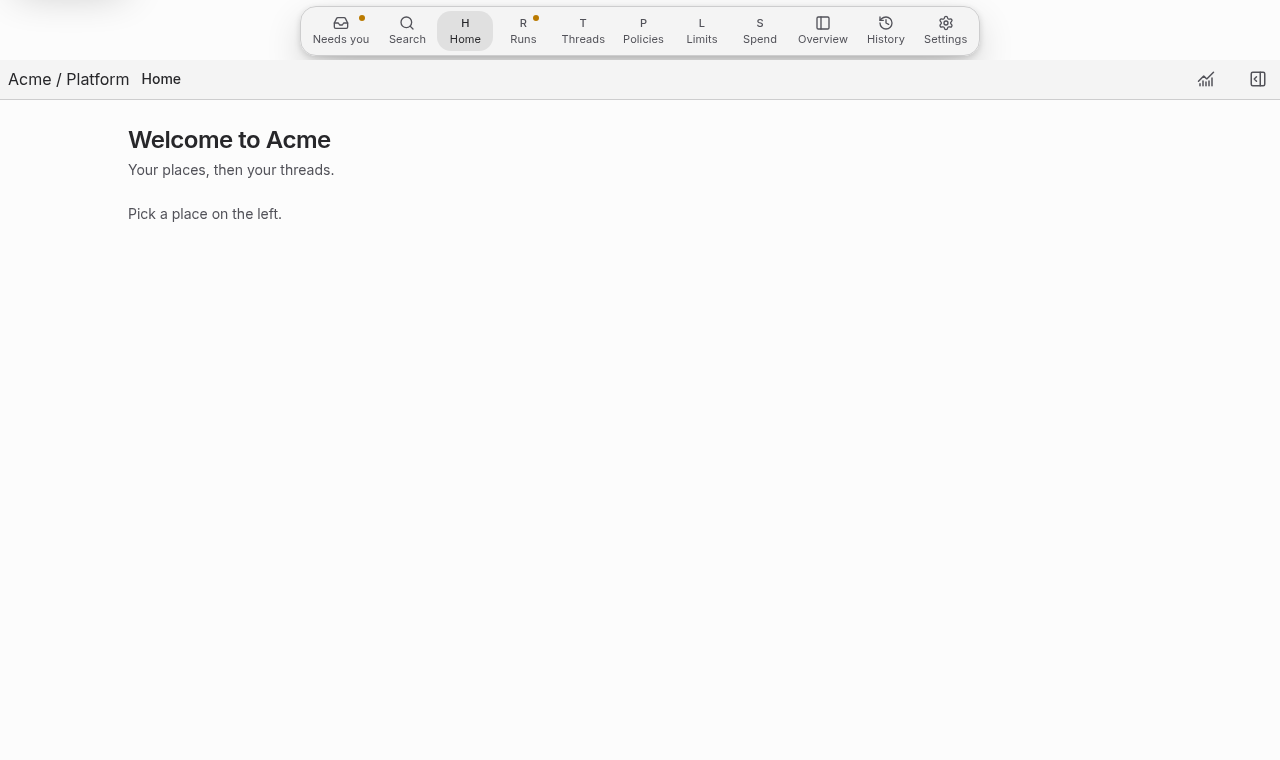 Needs you
Search
H
Home
R
Runs
T
Threads
P
Policies
L
Limits
S
Spend
Overview
History
Settings
Acme / Platform Home
Welcome to Acme
Your places, then your threads.
Pick a place on the left.